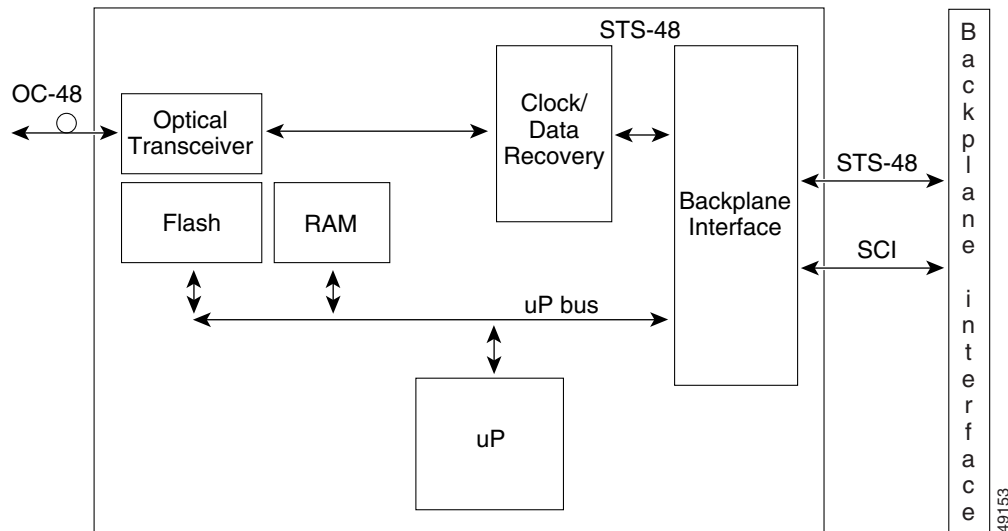 STS-48
OC-48
Optical
Transceiver
Clock/
Data
Recovery
Backplane
Interface
STS-48
SCI
Flash
RAM
uP bus
uP
Backplane interface
49153